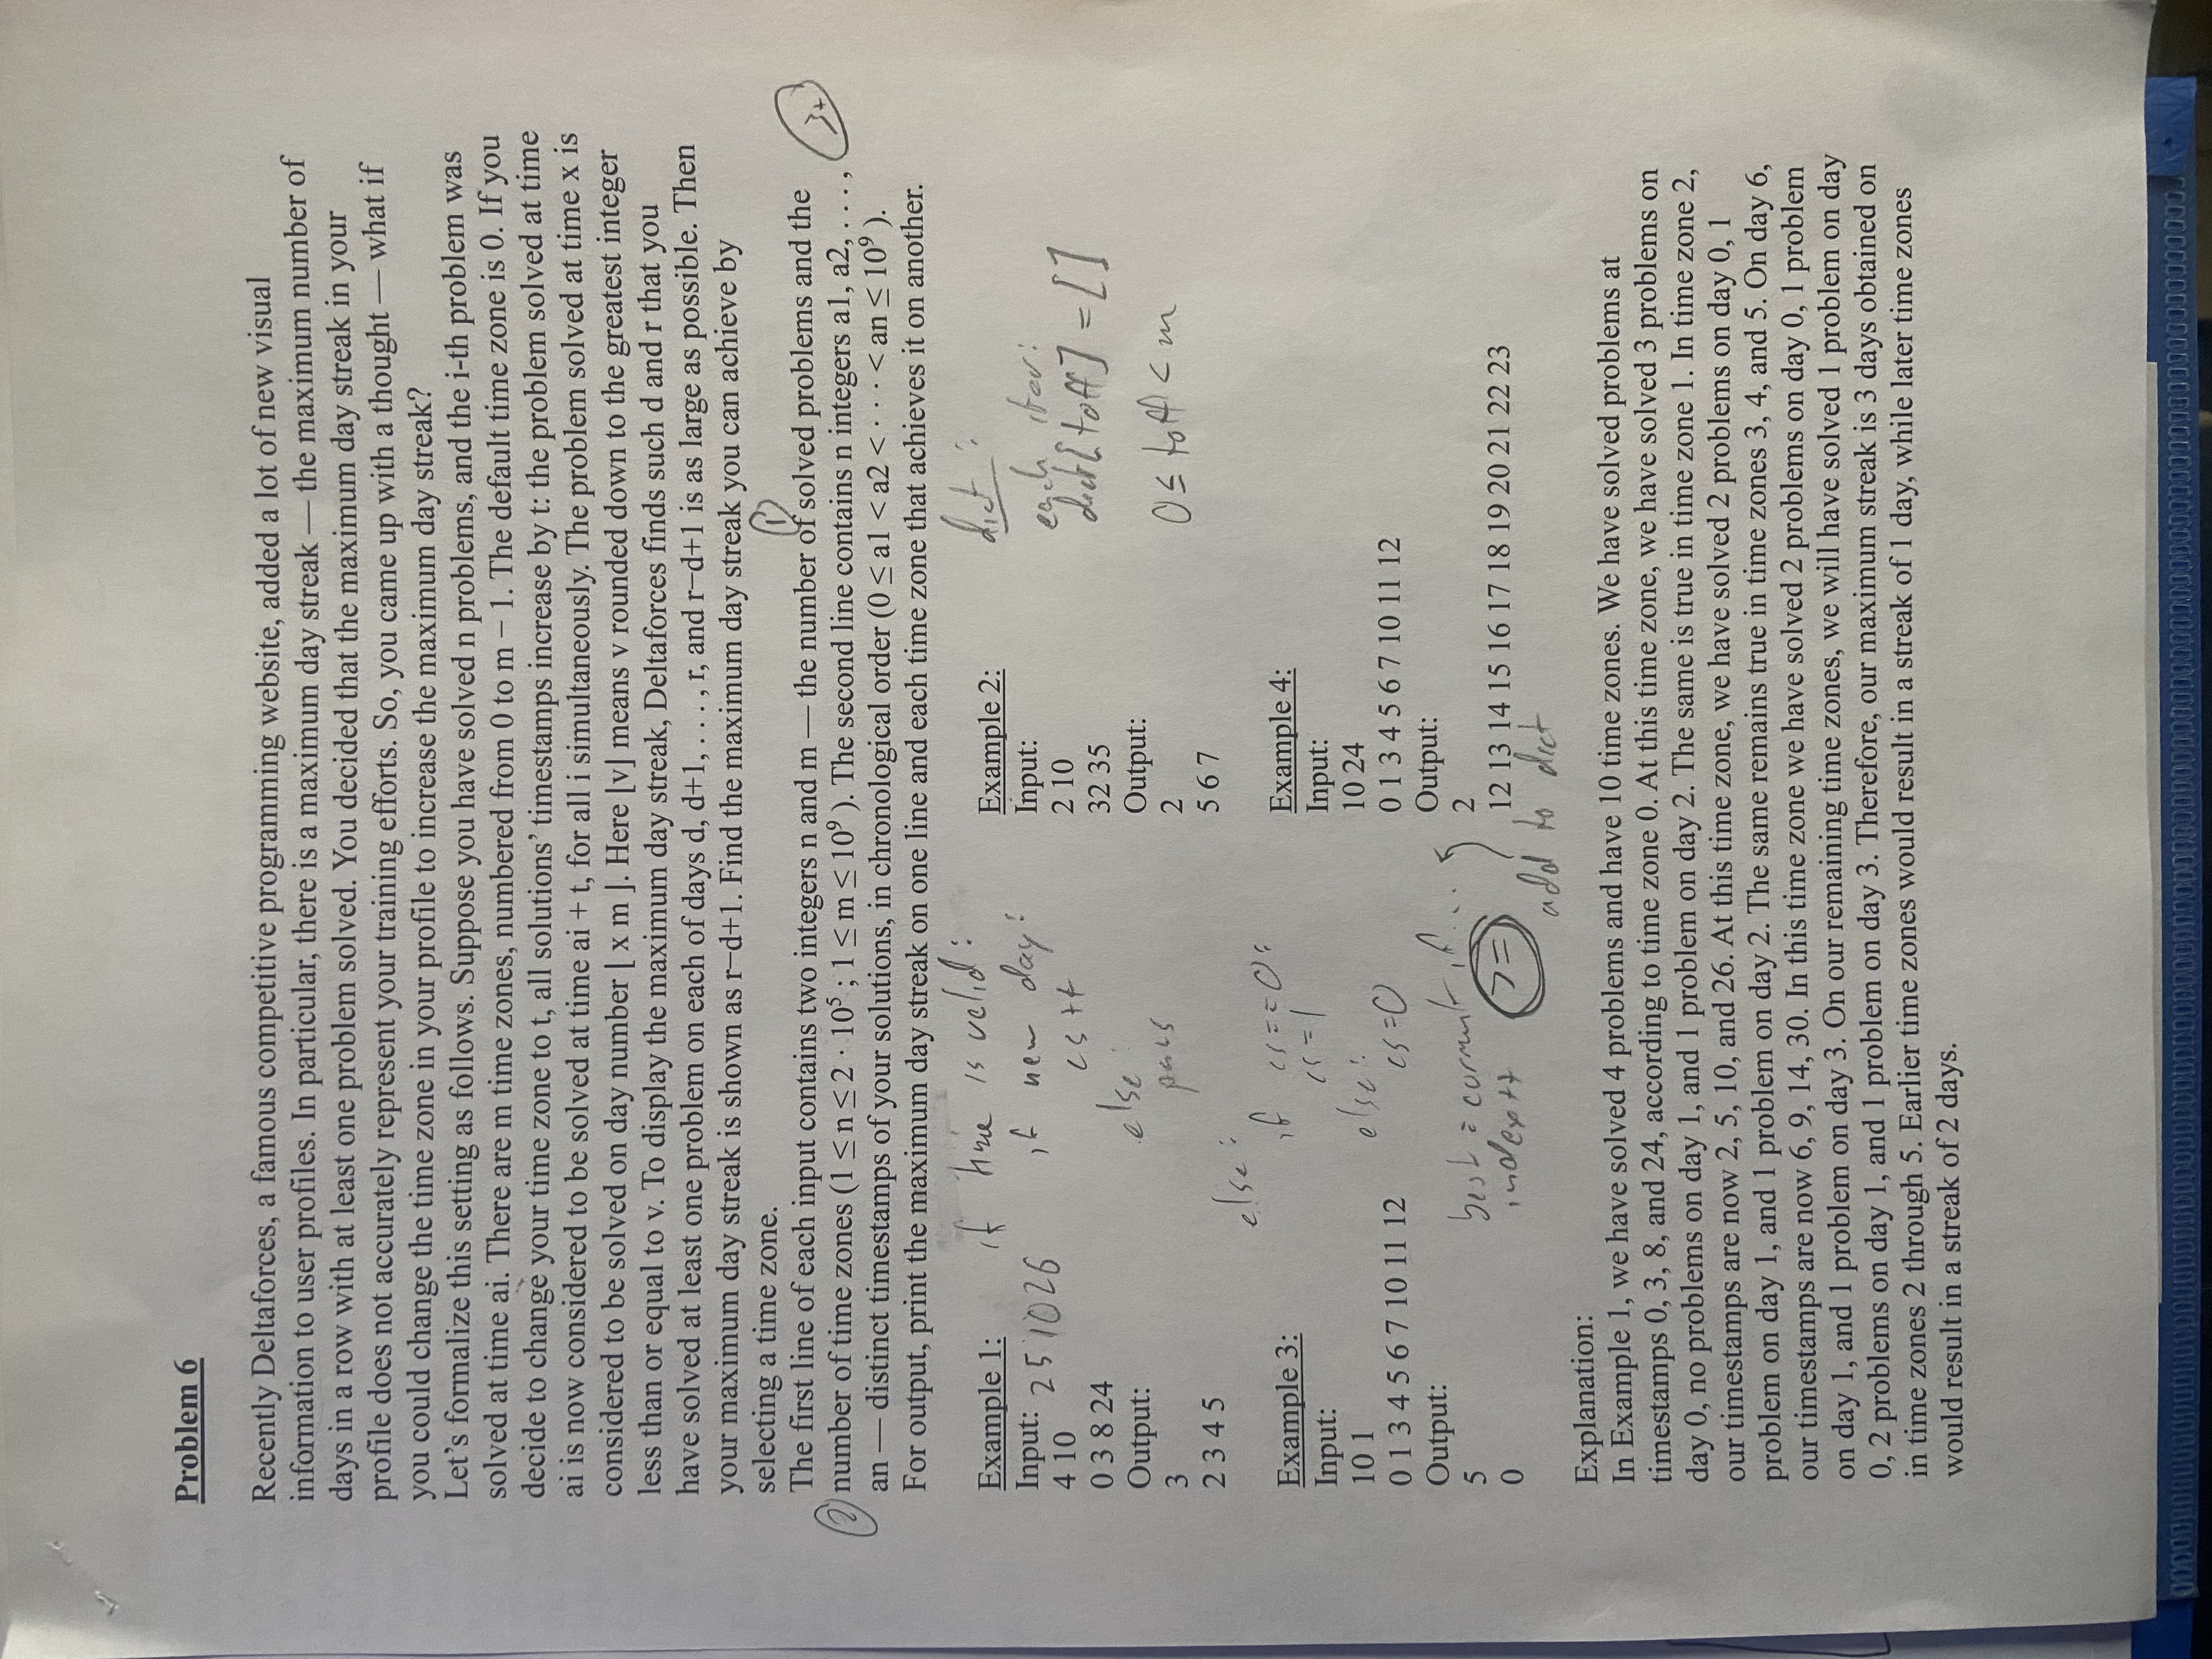 Problem 6
Recently Deltaforces, a famous competitive programming website, added a lot of new visual
information to user profiles. In particular, there is a maximum day streak — the maximum number of
days in a row with at least one problem solved. You decided that the maximum day streak in your
profile does not accurately represent your training efforts. So, you came up with a thought — what if
you could change the time zone in your profile to increase the maximum day streak?
Let's formalize this setting as follows. Suppose you have solved n problems, and the i-th problem was
solved at time ai. There are m time zones, numbered from 0 to m − 1. The default time zone is 0. If you
decide to change your time zone to t, all solutions' timestamps increase by t: the problem solved at time
ai is now considered to be solved at time ai + t, for all i simultaneously. The problem solved at time x is
considered to be solved on day number ⌊ x m ⌋. Here ⌊v⌋ means v rounded down to the greatest integer
less than or equal to v. To display the maximum day streak, Deltaforces finds such d and r that you
have solved at least one problem on each of days d, d+1, . . . , r, and r−d+1 is as large as possible. Then
your maximum day streak is shown as r−d+1. Find the maximum day streak you can achieve by
selecting a time zone.
1
The first line of each input contains two integers n and m — the number of solved problems and the
3+
2 number of time zones (1 ≤ n ≤ 2 · 10⁵ ; 1 ≤ m ≤ 10⁹ ). The second line contains n integers a1, a2, . . . ,
an — distinct timestamps of your solutions, in chronological order (0 ≤ a1 < a2 < · · · < an ≤ 10⁹ ).
For output, print the maximum day streak on one line and each time zone that achieves it on another.
Example 1:
Input: 2 5 10 26
4 10
0 3 8 24
Output:
3
2 3 4 5
if time is valid:
if new day:
cs++
else:
pass
else:
if cs==0:
cs=1
else:
cs=0
best = current if...
index++
>=
add to dict
Example 2:
Input:
2 10
32 35
Output:
2
5 6 7
dict:
each iter:
dict[toff] = []
0 ≤ toff < m
Example 3:
Input:
10 1
0 1 3 4 5 6 7 10 11 12
Output:
5
0
Example 4:
Input:
10 24
0 1 3 4 5 6 7 10 11 12
Output:
2
12 13 14 15 16 17 18 19 20 21 22 23
Explanation:
In Example 1, we have solved 4 problems and have 10 time zones. We have solved problems at
timestamps 0, 3, 8, and 24, according to time zone 0. At this time zone, we have solved 3 problems on
day 0, no problems on day 1, and 1 problem on day 2. The same is true in time zone 1. In time zone 2,
our timestamps are now 2, 5, 10, and 26. At this time zone, we have solved 2 problems on day 0, 1
problem on day 1, and 1 problem on day 2. The same remains true in time zones 3, 4, and 5. On day 6,
our timestamps are now 6, 9, 14, 30. In this time zone we have solved 2 problems on day 0, 1 problem
on day 1, and 1 problem on day 3. On our remaining time zones, we will have solved 1 problem on day
0, 2 problems on day 1, and 1 problem on day 3. Therefore, our maximum streak is 3 days obtained on
in time zones 2 through 5. Earlier time zones would result in a streak of 1 day, while later time zones
would result in a streak of 2 days.